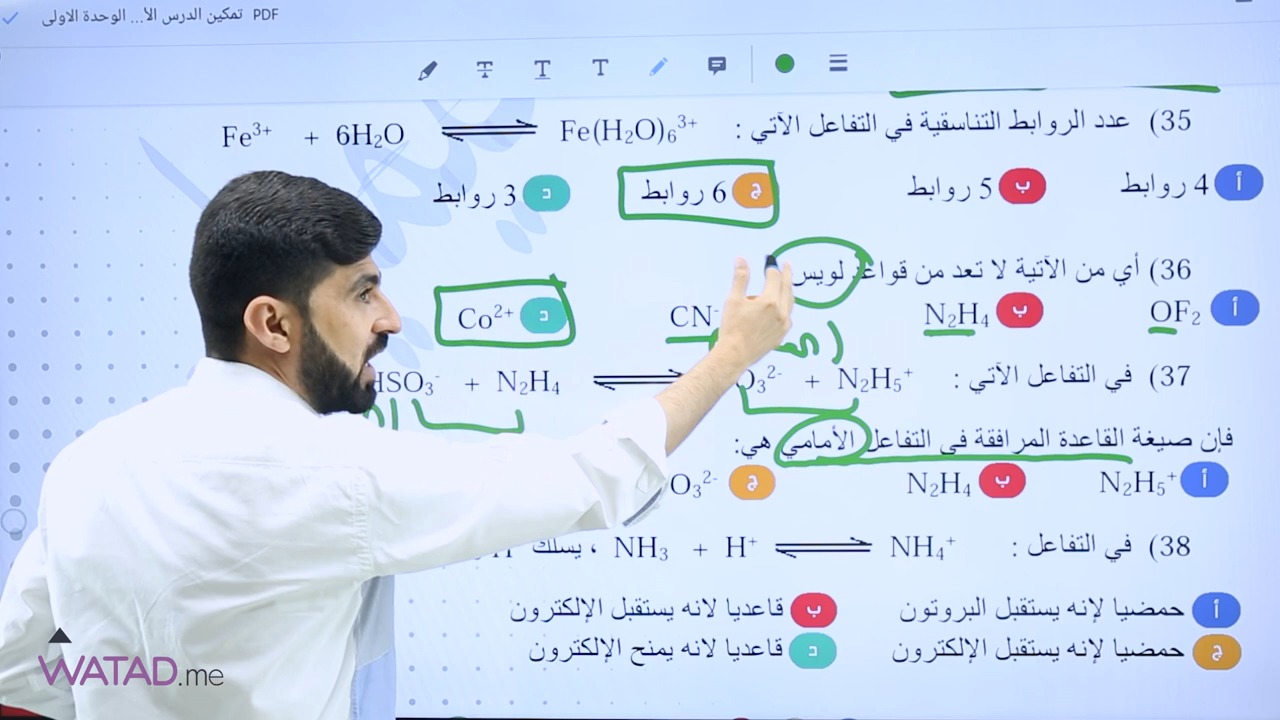 تمكين الدرس الأ... الوحدة الاولى PDF
35) عدد الروابط التناسقية في التفاعل الآتي : Fe³⁺ + 6H₂O ⇌ Fe(H₂O)₆³⁺
أ 4 روابط ب 5 روابط ج 6 روابط د 3 روابط
36) أي من الآتية لا تعد من قواعد لويس
أ OF₂ ب N₂H₄ CN⁻ د Co²⁺
37) في التفاعل الآتي : HSO₃⁻ + N₂H₄ ⇌ O₃²⁻ + N₂H₅⁺
فإن صيغة القاعدة المرافقة في التفاعل الأمامي هي:
أ N₂H₅⁺ ب N₂H₄ ج O₃²⁻
38) في التفاعل : NH₃ + H⁺ ⇌ NH₄⁺ ، يسلك
أ حمضيا لإنه يستقبل البروتون ب قاعديا لانه يستقبل الإلكترون
ج حمضيا لإنه يستقبل الإلكترون د قاعديا لانه يمنح الإلكترون
WATAD.me